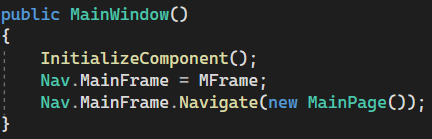 public MainWindow()
{
    InitializeComponent();
    Nav.MainFrame = MFrame;
    Nav.MainFrame.Navigate(new MainPage());
}